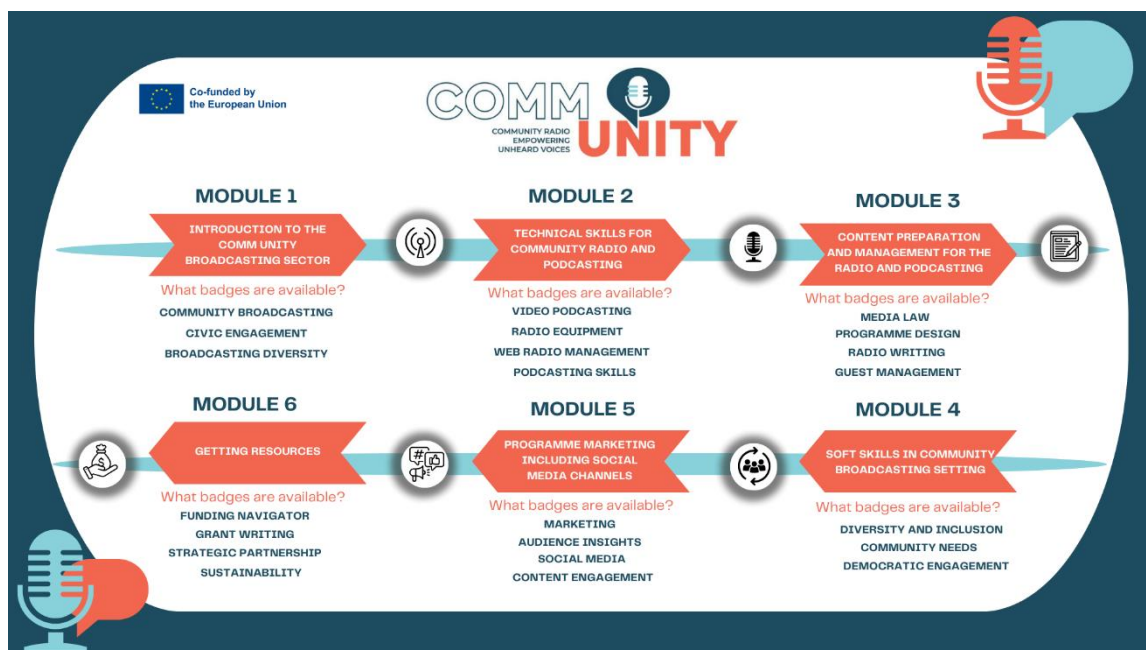 Co-funded by
the European Union
COMM
COMMUNITY RADIO
EMPOWERING
UNHEARD VOICES
UNITY
MODULE 1
INTRODUCTION TO THE
COMM UNITY
BROADCASTING SECTOR
What badges are available?
COMMUNITY BROADCASTING
CIVIC ENGAGEMENT
BROADCASTING DIVERSITY
MODULE 2
TECHNICAL SKILLS FOR
COMMUNITY RADIO AND
PODCASTING
What badges are available?
VIDEO PODCASTING
RADIO EQUIPMENT
WEB RADIO MANAGEMENT
PODCASTING SKILLS
MODULE 3
CONTENT PREPARATION
AND MANAGEMENT FOR THE
RADIO AND PODCASTING
What badges are available?
MEDIA LAW
PROGRAMME DESIGN
RADIO WRITING
GUEST MANAGEMENT
MODULE 4
SOFT SKILLS IN COMMUNITY
BROADCASTING SETTING
What badges are available?
DIVERSITY AND INCLUSION
COMMUNITY NEEDS
DEMOCRATIC ENGAGEMENT
MODULE 5
PROGRAMME MARKETING
INCLUDING SOCIAL
MEDIA CHANNELS
What badges are available?
MARKETING
AUDIENCE INSIGHTS
SOCIAL MEDIA
CONTENT ENGAGEMENT
MODULE 6
GETTING RESOURCES
What badges are available?
FUNDING NAVIGATOR
GRANT WRITING
STRATEGIC PARTNERSHIP
SUSTAINABILITY